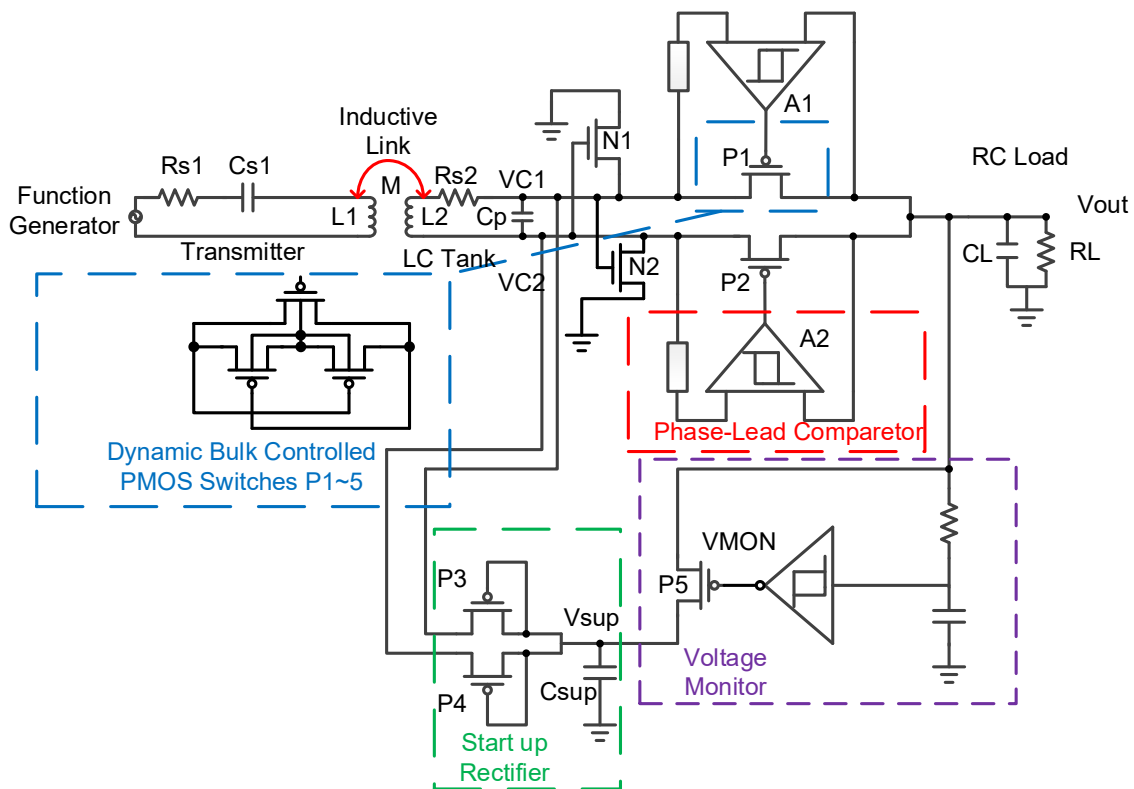 A1
N1
Inductive
Link
P1
RC Load
Rs1
Cs1
Rs2
VC1
M
Function
Generator
Vout
L1
L2
Cp
Transmitter
LC Tank
CL
RL
VC2
N2
P2
A2
Phase-Lead Comparetor
Dynamic Bulk Controlled
PMOS Switches P1~5
VMON
P3
P5
Vsup
Voltage
Monitor
Csup
P4
Start up
Rectifier